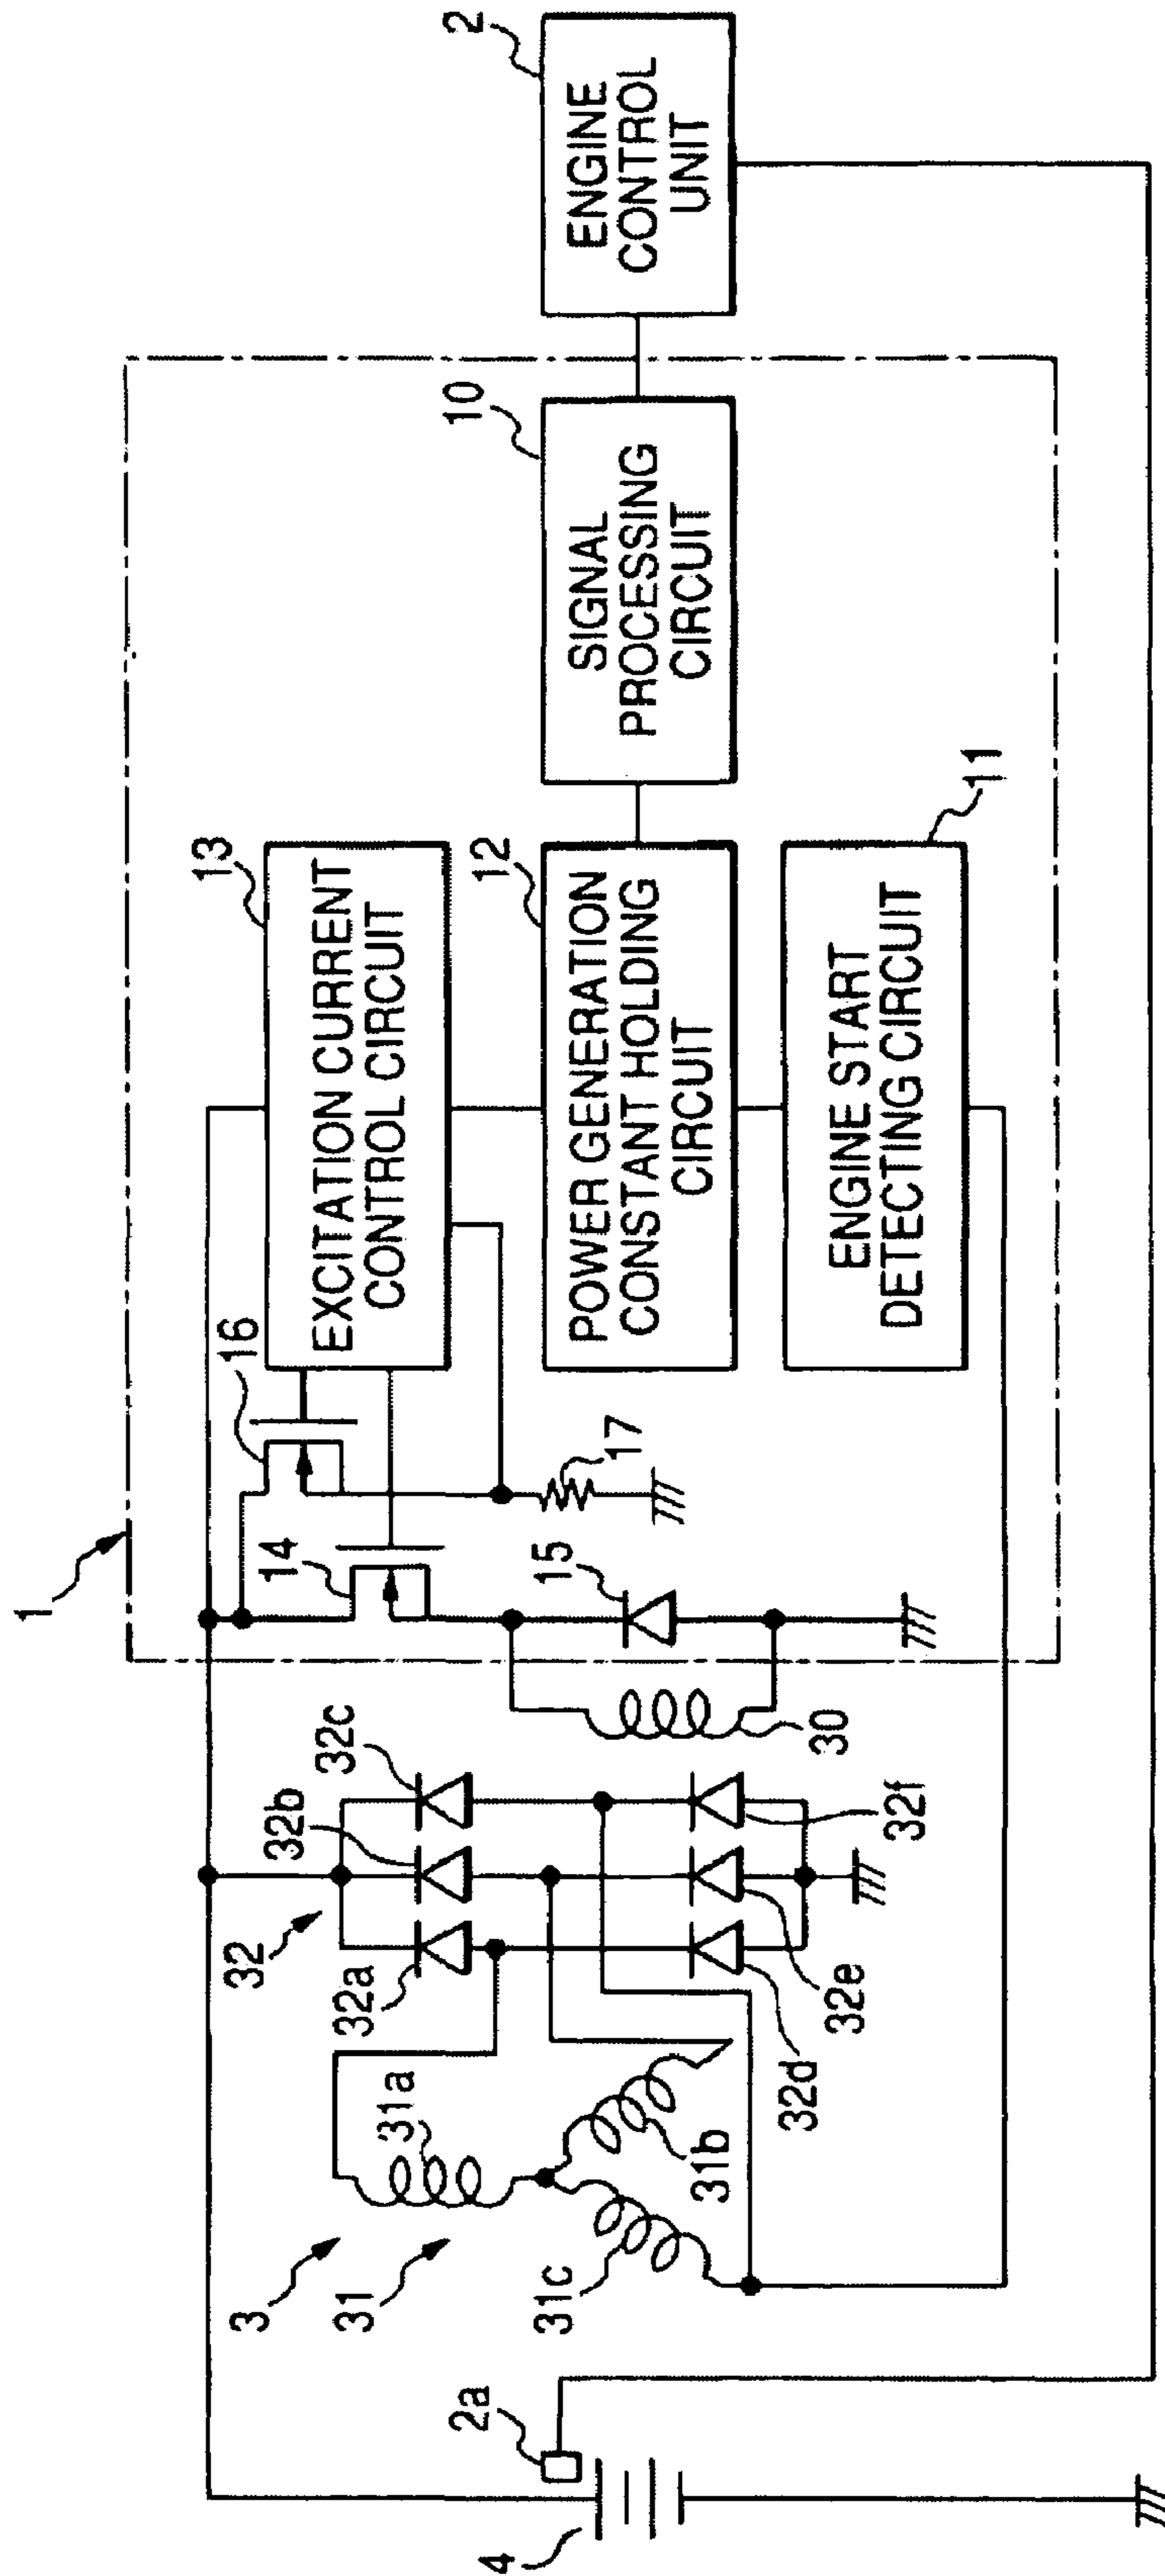 1
13
EXCITATION CURRENT
CONTROL CIRCUIT
16
14
17
15
12
POWER GENERATION
CONSTANT HOLDING
CIRCUIT
10
SIGNAL
PROCESSING
CIRCUIT
2
ENGINE
CONTROL
UNIT
11
ENGINE START
DETECTING CIRCUIT
3
31
31a
31b
31c
32
32a
32b
32c
32d
32e
32f
30
2a
4